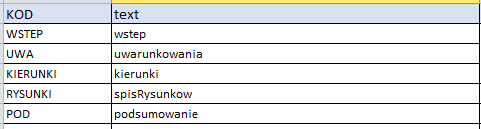 KOD text
WSTEP wstep
UWA uwarunkowania
KIERUNKI kierunki
RYSUNKI spisRysunkow
POD podsumowanie